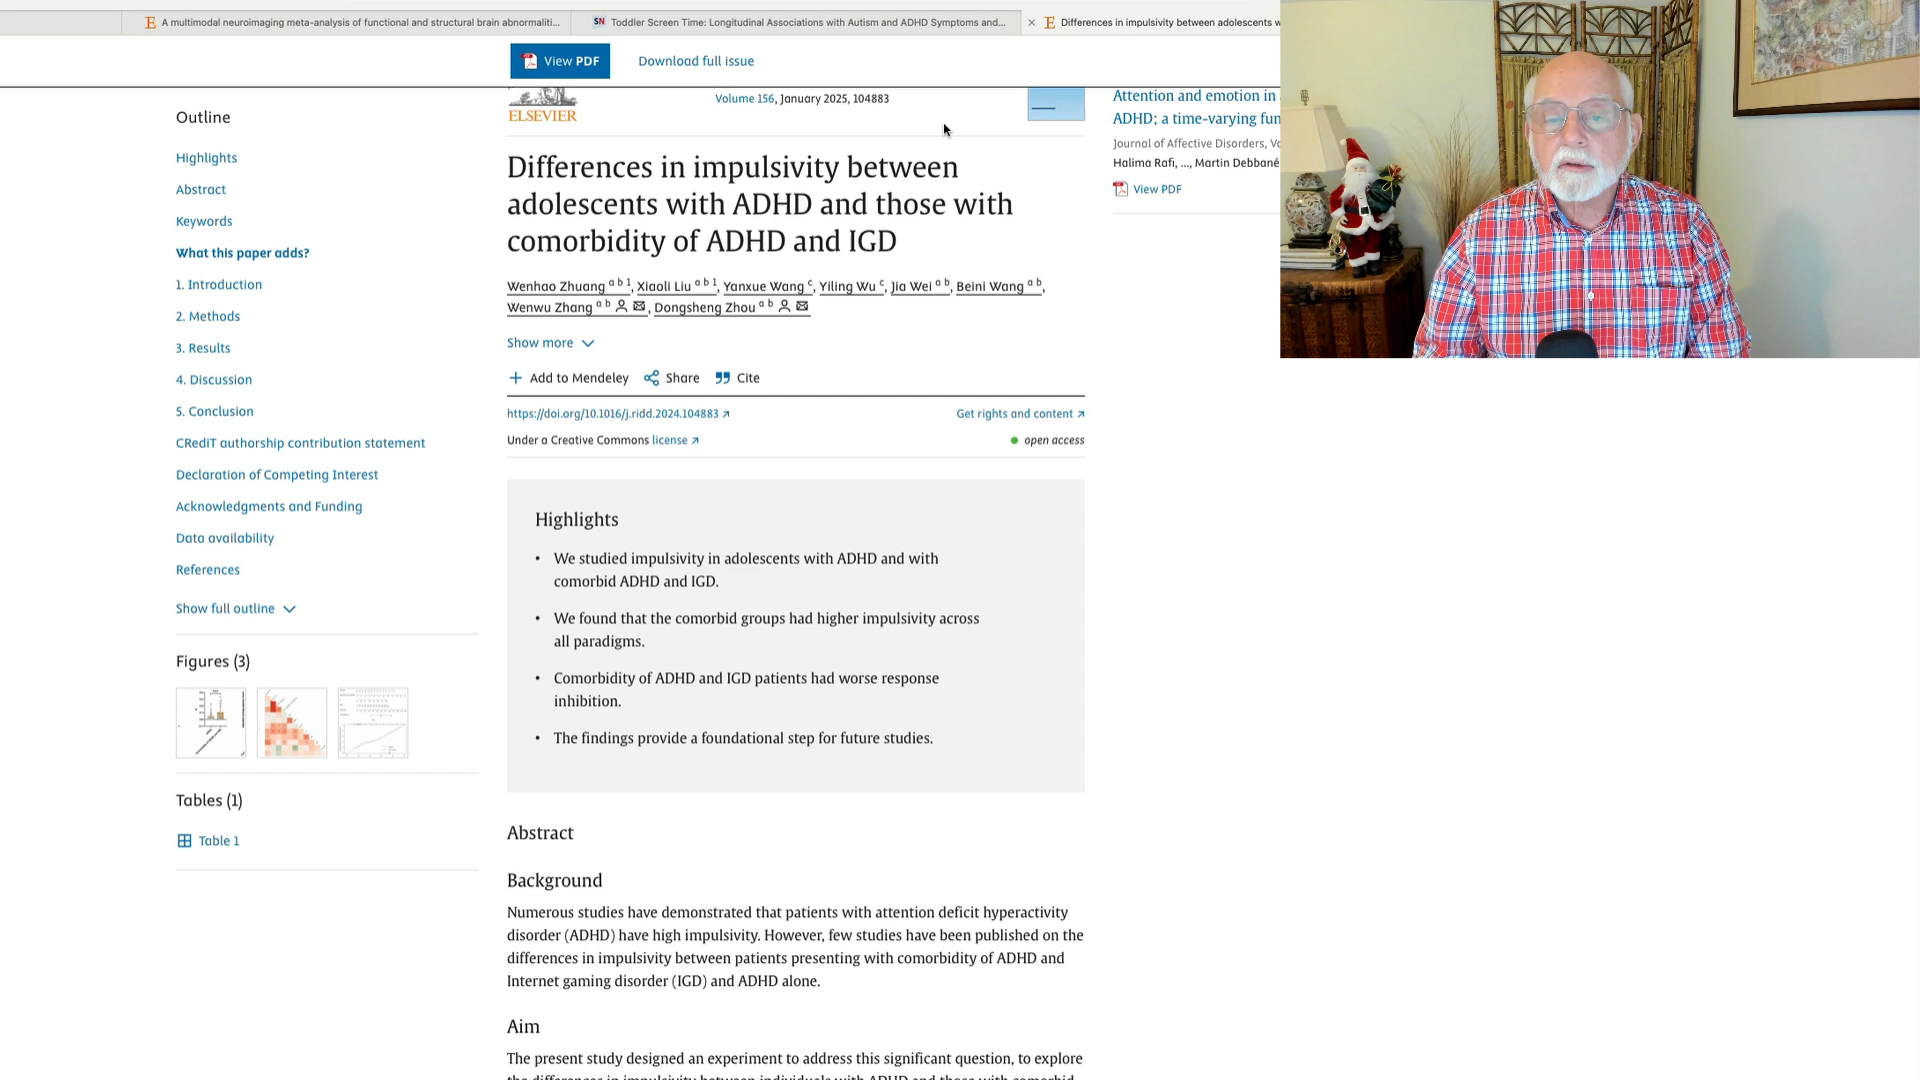 A multimodal neuroimaging meta-analysis of functional and structural brain abnormaliti...
SN Toddler Screen Time: Longitudinal Associations with Autism and ADHD Symptoms and...
Differences in impulsivity between adolescents w
View PDF
Download full issue
Outline
Highlights
Abstract
Keywords
What this paper adds?
1. Introduction
2. Methods
3. Results
4. Discussion
5. Conclusion
CRediT authorship contribution statement
Declaration of Competing Interest
Acknowledgments and Funding
Data availability
References
Show full outline
Figures (3)
Tables (1)
Table 1
ELSEVIER
Volume 156, January 2025, 104883
Differences in impulsivity between
adolescents with ADHD and those with
comorbidity of ADHD and IGD
Wenhao Zhuang a b 1, Xiaoli Liu a b 1, Yanxue Wang c, Yiling Wu c, Jia Wei a b, Beini Wang a b,
Wenwu Zhang a b, Dongsheng Zhou a b
Show more
Add to Mendeley Share Cite
https://doi.org/10.1016/j.ridd.2024.104883
Get rights and content
Under a Creative Commons license
open access
Highlights
• We studied impulsivity in adolescents with ADHD and with
comorbid ADHD and IGD.
• We found that the comorbid groups had higher impulsivity across
all paradigms.
• Comorbidity of ADHD and IGD patients had worse response
inhibition.
• The findings provide a foundational step for future studies.
Abstract
Background
Numerous studies have demonstrated that patients with attention deficit hyperactivity
disorder (ADHD) have high impulsivity. However, few studies have been published on the
differences in impulsivity between patients presenting with comorbidity of ADHD and
Internet gaming disorder (IGD) and ADHD alone.
Aim
The present study designed an experiment to address this significant question, to explore
the differences in impulsivity between individuals with ADHD and those with comorbid
Attention and emotion in
ADHD; a time-varying fun
Journal of Affective Disorders, Vo
Halima Rafi, ..., Martin Debbané
View PDF